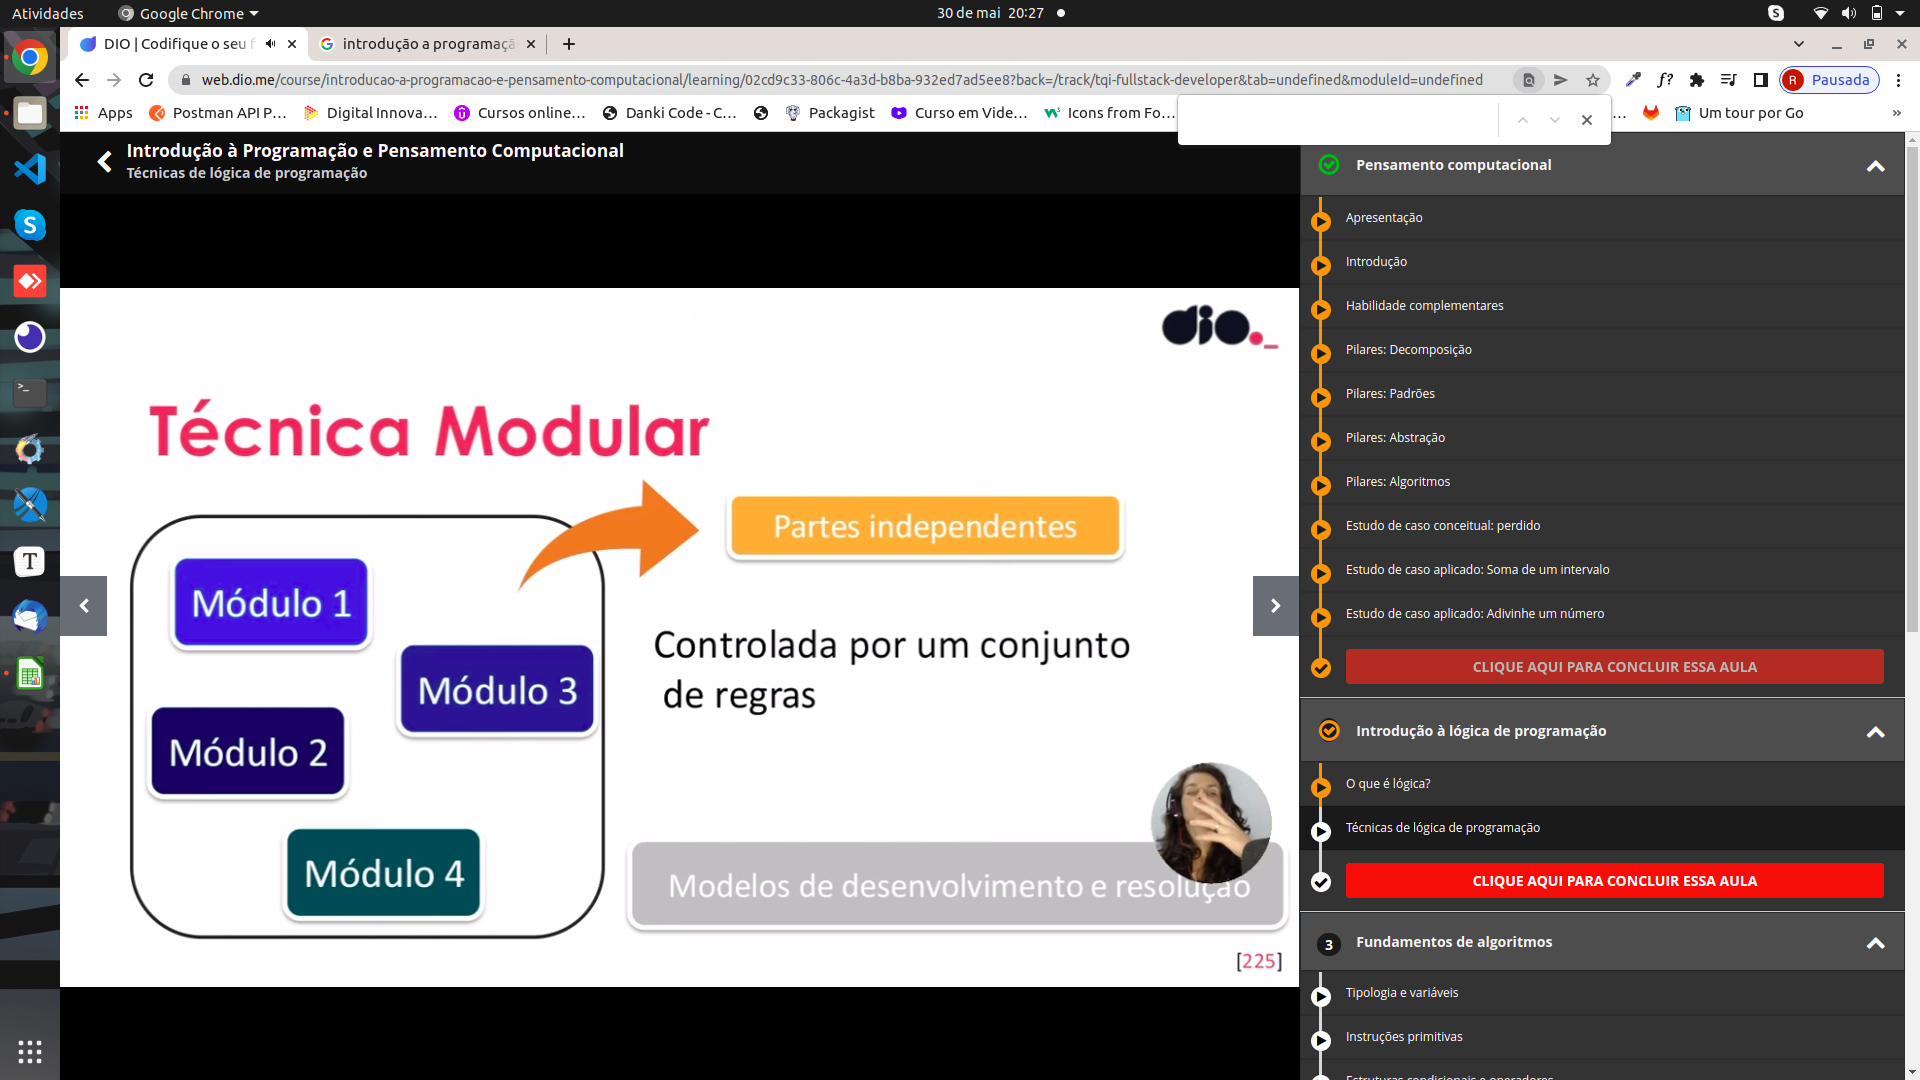 Atividades
Google Chrome
30 de mai 20:27
DIO | Codifique o seu f
introdução a programaçã
web.dio.me/course/introducao-a-programacao-e-pensamento-computacional/learning/02cd9c33-806c-4a3d-b8ba-932ed7ad5ee8?back=/track/tqi-fullstack-developer&tab=undefined&moduleId=undefined
f?
R
Pausada
Apps
Postman API P...
Digital Innova...
Cursos online...
Danki Code - C...
Packagist
Curso em Vide...
Icons from Fo...
...
Um tour por Go
»
Introdução à Programação e Pensamento Computacional
Técnicas de lógica de programação
dio._
Técnica Modular
Partes independentes
Módulo 1
Módulo 3
Módulo 2
Módulo 4
Controlada por um conjunto
de regras
Modelos de desenvolvimento e resolução
[225]
Pensamento computacional
Apresentação
Introdução
Habilidade complementares
Pilares: Decomposição
Pilares: Padrões
Pilares: Abstração
Pilares: Algoritmos
Estudo de caso conceitual: perdido
Estudo de caso aplicado: Soma de um intervalo
Estudo de caso aplicado: Adivinhe um número
CLIQUE AQUI PARA CONCLUIR ESSA AULA
Introdução à lógica de programação
O que é lógica?
Técnicas de lógica de programação
CLIQUE AQUI PARA CONCLUIR ESSA AULA
3
Fundamentos de algoritmos
Tipologia e variáveis
Instruções primitivas
Estruturas condicionais e operadores